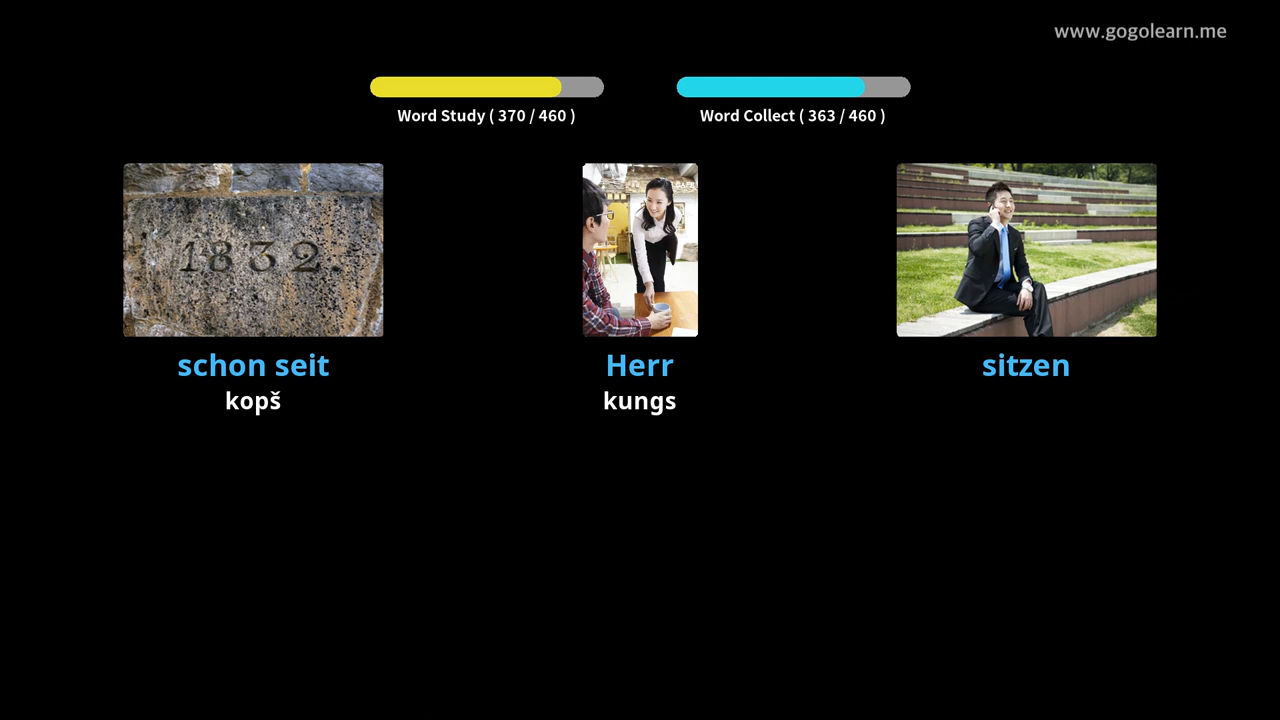 www.gogolearn.me
Word Study ( 370 / 460 )
Word Collect ( 363 / 460 )
1832.
schon seit
kopš
Herr
kungs
sitzen